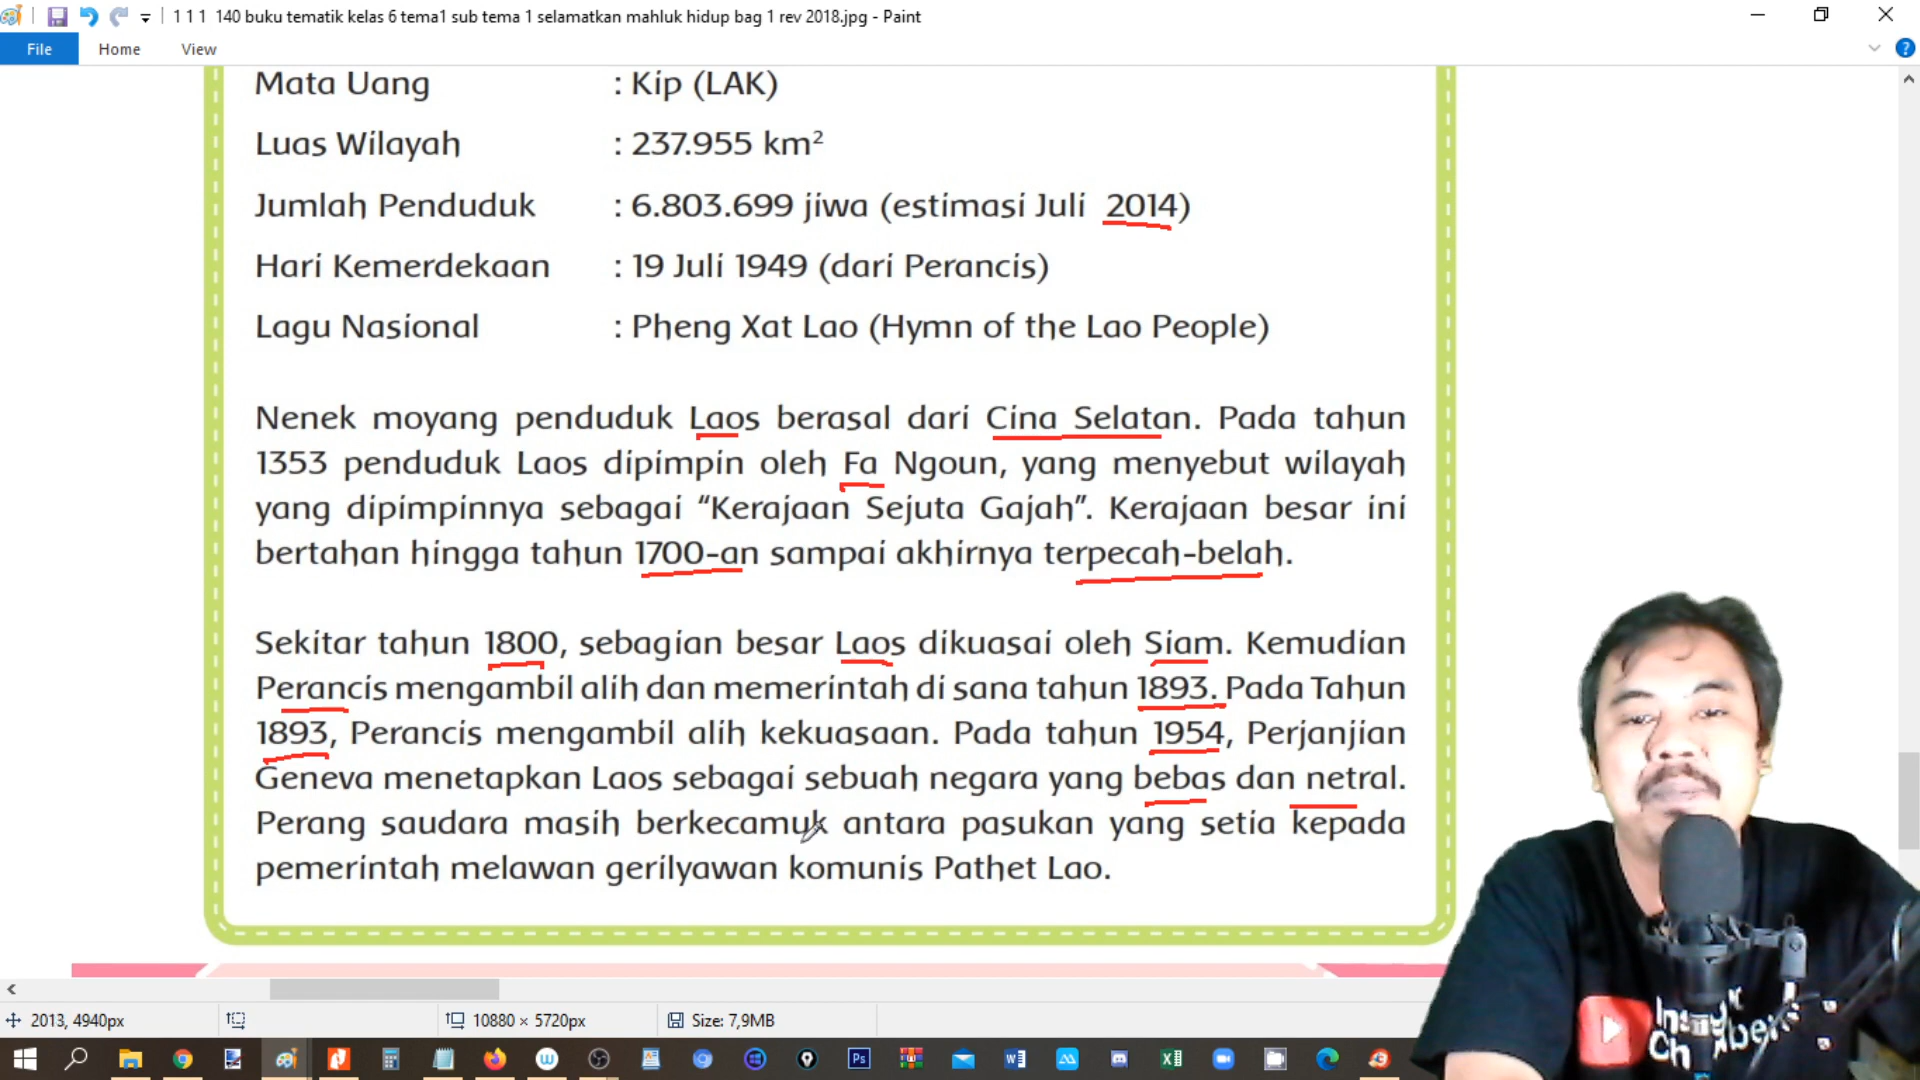 1 1 1  140 buku tematik kelas 6 tema1 sub tema 1 selamatkan mahluk hidup bag 1 rev 2018.jpg - Paint
File Home View
Mata Uang : Kip (LAK)
Luas Wilayah : 237.955 km²
Jumlah Penduduk : 6.803.699 jiwa (estimasi Juli 2014)
Hari Kemerdekaan : 19 Juli 1949 (dari Perancis)
Lagu Nasional : Pheng Xat Lao (Hymn of the Lao People)
Nenek moyang penduduk Laos berasal dari Cina Selatan. Pada tahun
1353 penduduk Laos dipimpin oleh Fa Ngoun, yang menyebut wilayah
yang dipimpinnya sebagai “Kerajaan Sejuta Gajah”. Kerajaan besar ini
bertahan hingga tahun 1700-an sampai akhirnya terpecah-belah.
Sekitar tahun 1800, sebagian besar Laos dikuasai oleh Siam. Kemudian
Perancis mengambil alih dan memerintah di sana tahun 1893. Pada Tahun
1893, Perancis mengambil alih kekuasaan. Pada tahun 1954, Perjanjian
Geneva menetapkan Laos sebagai sebuah negara yang bebas dan netral.
Perang saudara masih berkecamuk antara pasukan yang setia kepada
pemerintah melawan gerilyawan komunis Pathet Lao.
2013, 4940px
10880 × 5720px
Size: 7,9MB
Ps